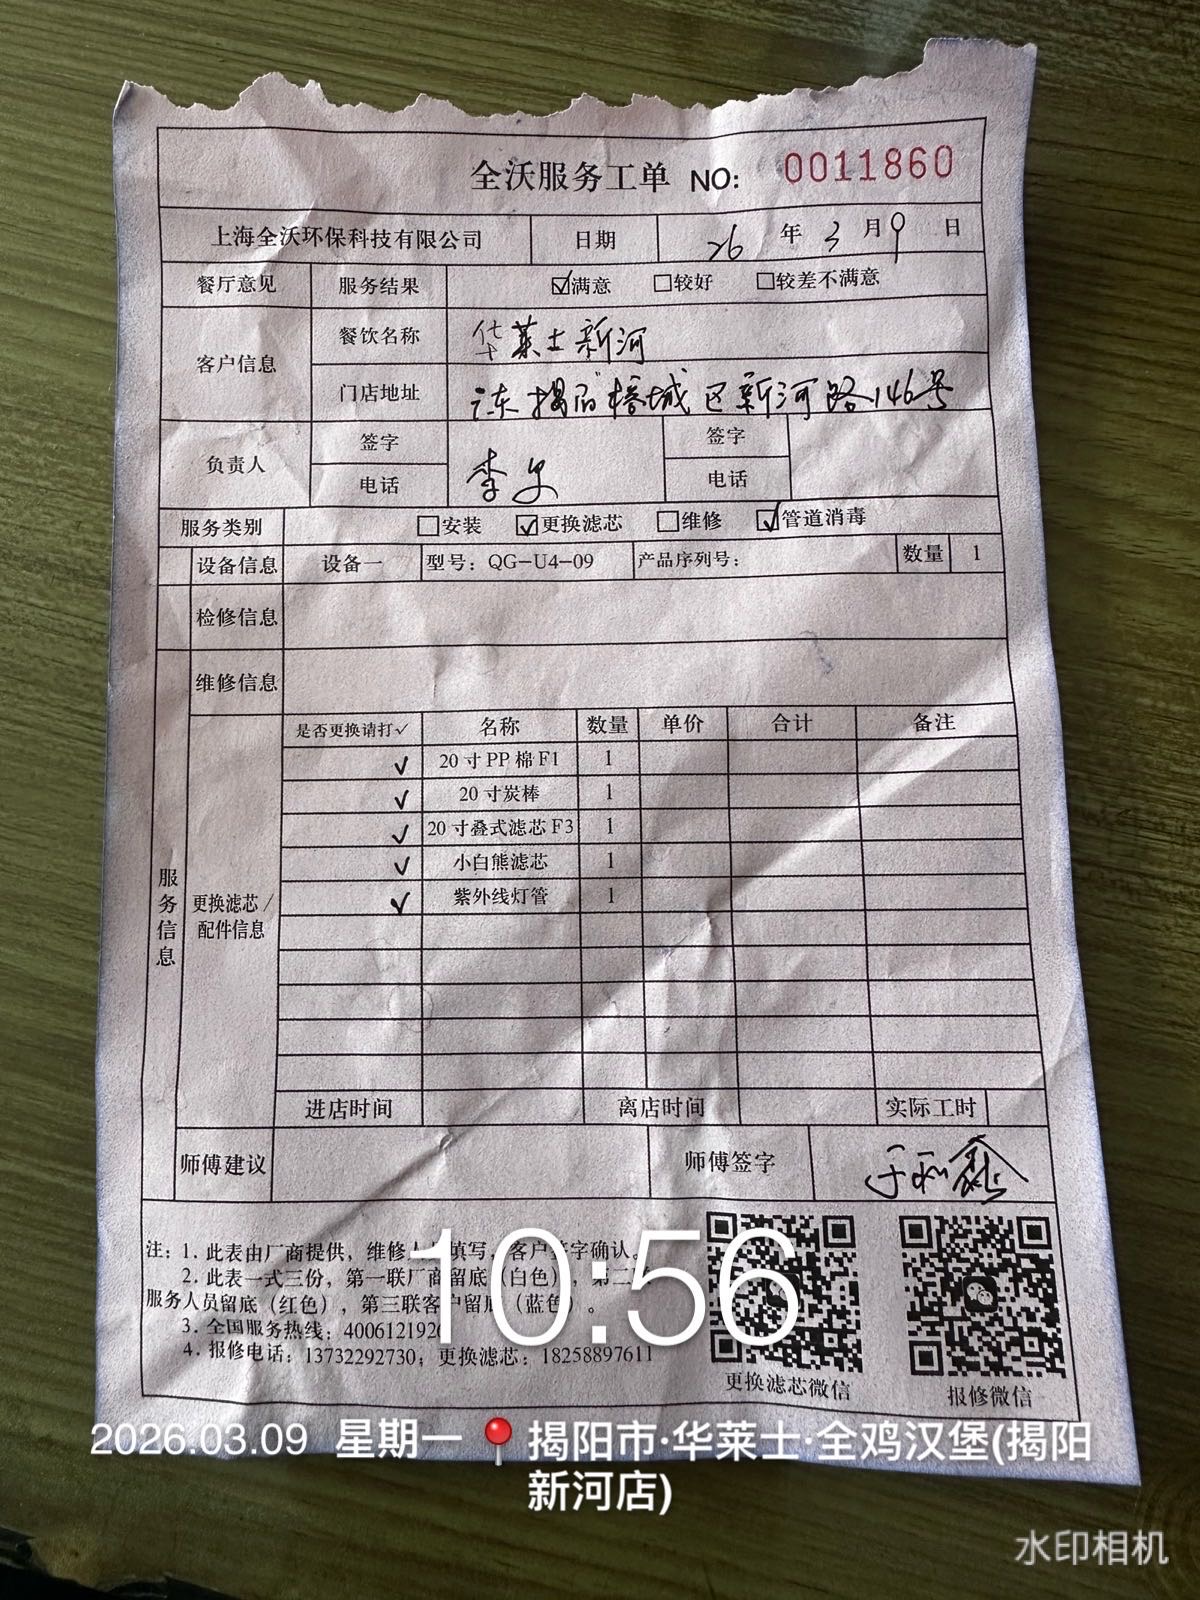 全沃服务工单 NO: 0011860
上海全沃环保科技有限公司 日期 26 年 3 月 9 日
餐厅意见 服务结果 ☑满意 □较好 □较差不满意
客户信息 餐饮名称 华莱士新河
门店地址 广东揭阳榕城区新河路146号
负责人 签字 签字
电话 电话
服务类别 □安装 ☑更换滤芯 □维修 ☑管道消毒
设备信息 设备一 型号：QG-U4-09 产品序列号： 数量 1
检修信息
维修信息
服务信息
更换滤芯/配件信息
是否更换请打✓ 名称 数量 单价 合计 备注
✓ 20寸PP棉F1 1
✓ 20寸炭棒 1
✓ 20寸叠式滤芯F3 1
✓ 小白熊滤芯 1
✓ 紫外线灯管 1
进店时间 离店时间 实际工时
师傅建议 师傅签字
注：1. 此表由厂商提供，维修人员填写，客户签字确认。
2. 此表一式三份，第一联厂商留底（白色），第二
服务人员留底（红色），第三联客户留底（蓝色）。
3. 全国服务热线：4006121926
4. 报修电话：13732292730；更换滤芯：18258897611
更换滤芯微信 报修微信
10:56
2026.03.09 星期一 揭阳市·华莱士·全鸡汉堡(揭阳
新河店)
水印相机